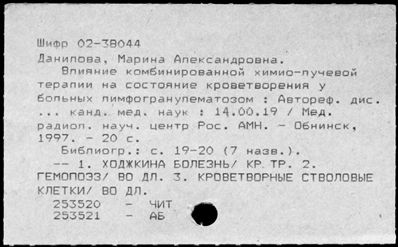 Шифр 02-38044
Данилова, Марина Александровна.
Влияние комбинированной химио-лучевой
терапии на состояние кроветворения у
больных лимфогранулематозом : Автореф. дис.
... канд. мед. наук : 14.00.19 / Мед.
радиол. науч. центр Рос. АМН. - Обнинск,
1997. - 20 с.
Библиогр.: с. 19-20 (7 назв.).
-- 1. ХОДЖКИНА БОЛЕЗНЬ/ КР. ТР. 2.
ГЕМОПОЭЗ/ ВО ДЛ. 3. КРОВЕТВОРНЫЕ СТВОЛОВЫЕ
КЛЕТКИ/ ВО ДЛ.
253520 - ЧИТ
253521 - АБ